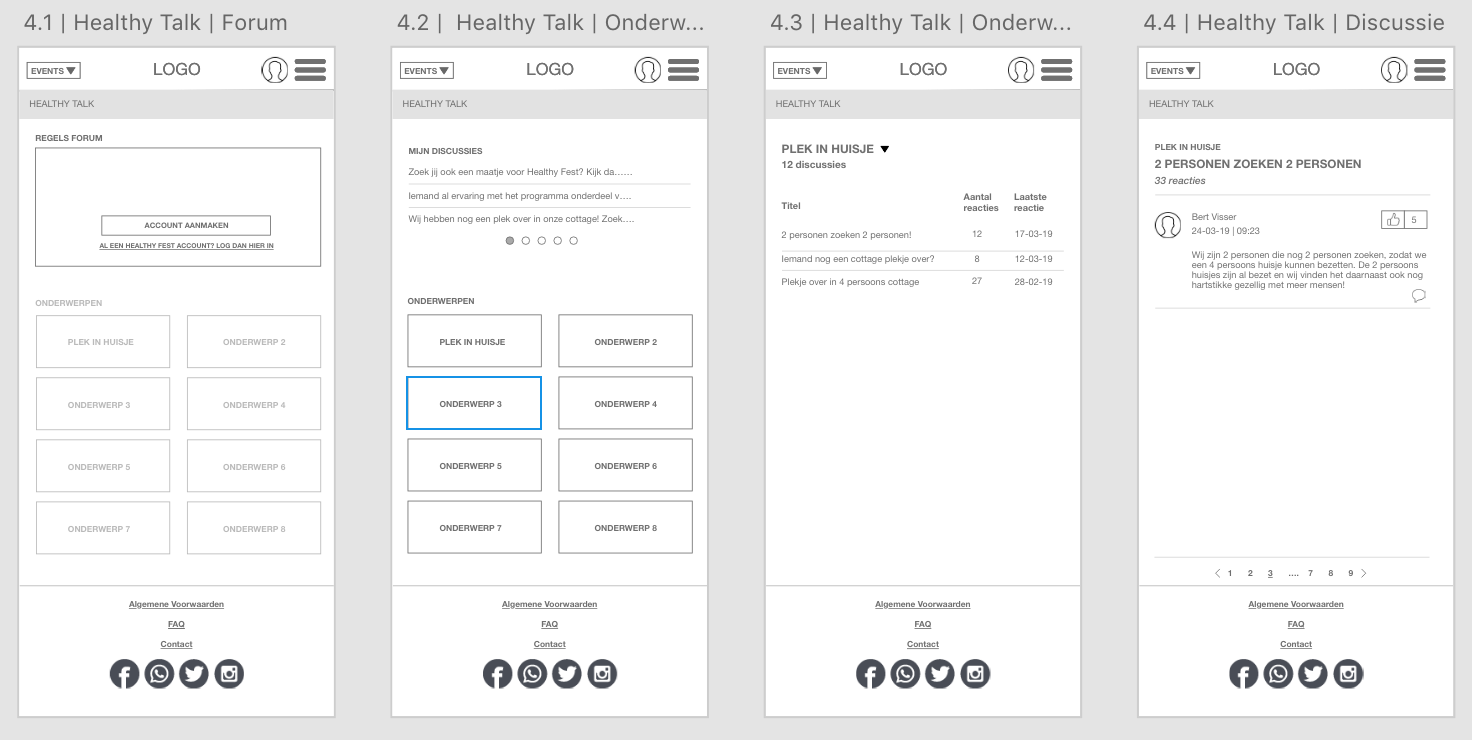 4.1 | Healthy Talk | Forum
EVENTS
LOGO
HEALTHY TALK
REGELS FORUM
ACCOUNT AANMAKEN
AL EEN HEALTHY FEST ACCOUNT? LOG DAN HIER IN
ONDERWERPEN
PLEK IN HUISJE
ONDERWERP 2
ONDERWERP 3
ONDERWERP 4
ONDERWERP 5
ONDERWERP 6
ONDERWERP 7
ONDERWERP 8
Algemene Voorwaarden
FAQ
Contact
4.2 | Healthy Talk | Onderw...
EVENTS
LOGO
HEALTHY TALK
MIJN DISCUSSIES
Zoek jij ook een maatje voor Healthy Fest? Kijk da......
Iemand al ervaring met het programma onderdeel v....
Wij hebben nog een plek over in onze cottage! Zoek....
ONDERWERPEN
PLEK IN HUISJE
ONDERWERP 2
ONDERWERP 3
ONDERWERP 4
ONDERWERP 5
ONDERWERP 6
ONDERWERP 7
ONDERWERP 8
Algemene Voorwaarden
FAQ
Contact
4.3 | Healthy Talk | Onderw...
EVENTS
LOGO
HEALTHY TALK
PLEK IN HUISJE
12 discussies
Titel
Aantal reacties
Laatste reactie
2 personen zoeken 2 personen! 12 17-03-19
Iemand nog een cottage plekje over? 8 12-03-19
Plekje over in 4 persoons cottage 27 28-02-19
Algemene Voorwaarden
FAQ
Contact
4.4 | Healthy Talk | Discussie
EVENTS
LOGO
HEALTHY TALK
PLEK IN HUISJE
2 PERSONEN ZOEKEN 2 PERSONEN
33 reacties
Bert Visser
24-03-19 | 09:23
5
Wij zijn 2 personen die nog 2 personen zoeken, zodat we
een 4 persoons huisje kunnen bezetten. De 2 persoons
huisjes zijn al bezet en wij vinden het daarnaast ook nog
hartstikke gezellig met meer mensen!
1 2 3 .... 7 8 9
Algemene Voorwaarden
FAQ
Contact